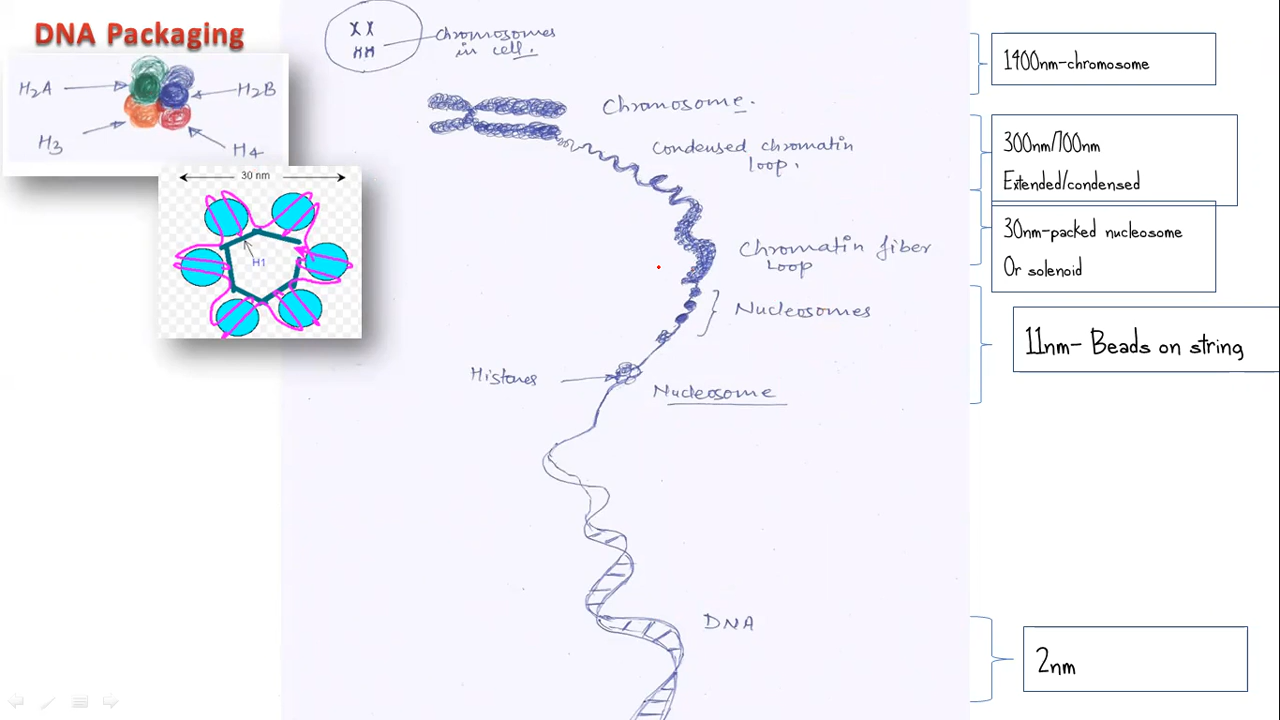 DNA Packaging
H2A
H2B
H3
H4
30 nm
H1
Chromosomes
in cell.
Chromosome.
Condensed chromatin
loop.
Chromatin fiber
Loop
Nucleosomes
Histones
Nucleosome
DNA
1400nm-chromosome
300nm/700nm
Extended/condensed
30nm-packed nucleosome
Or solenoid
11nm- Beads on string
2nm